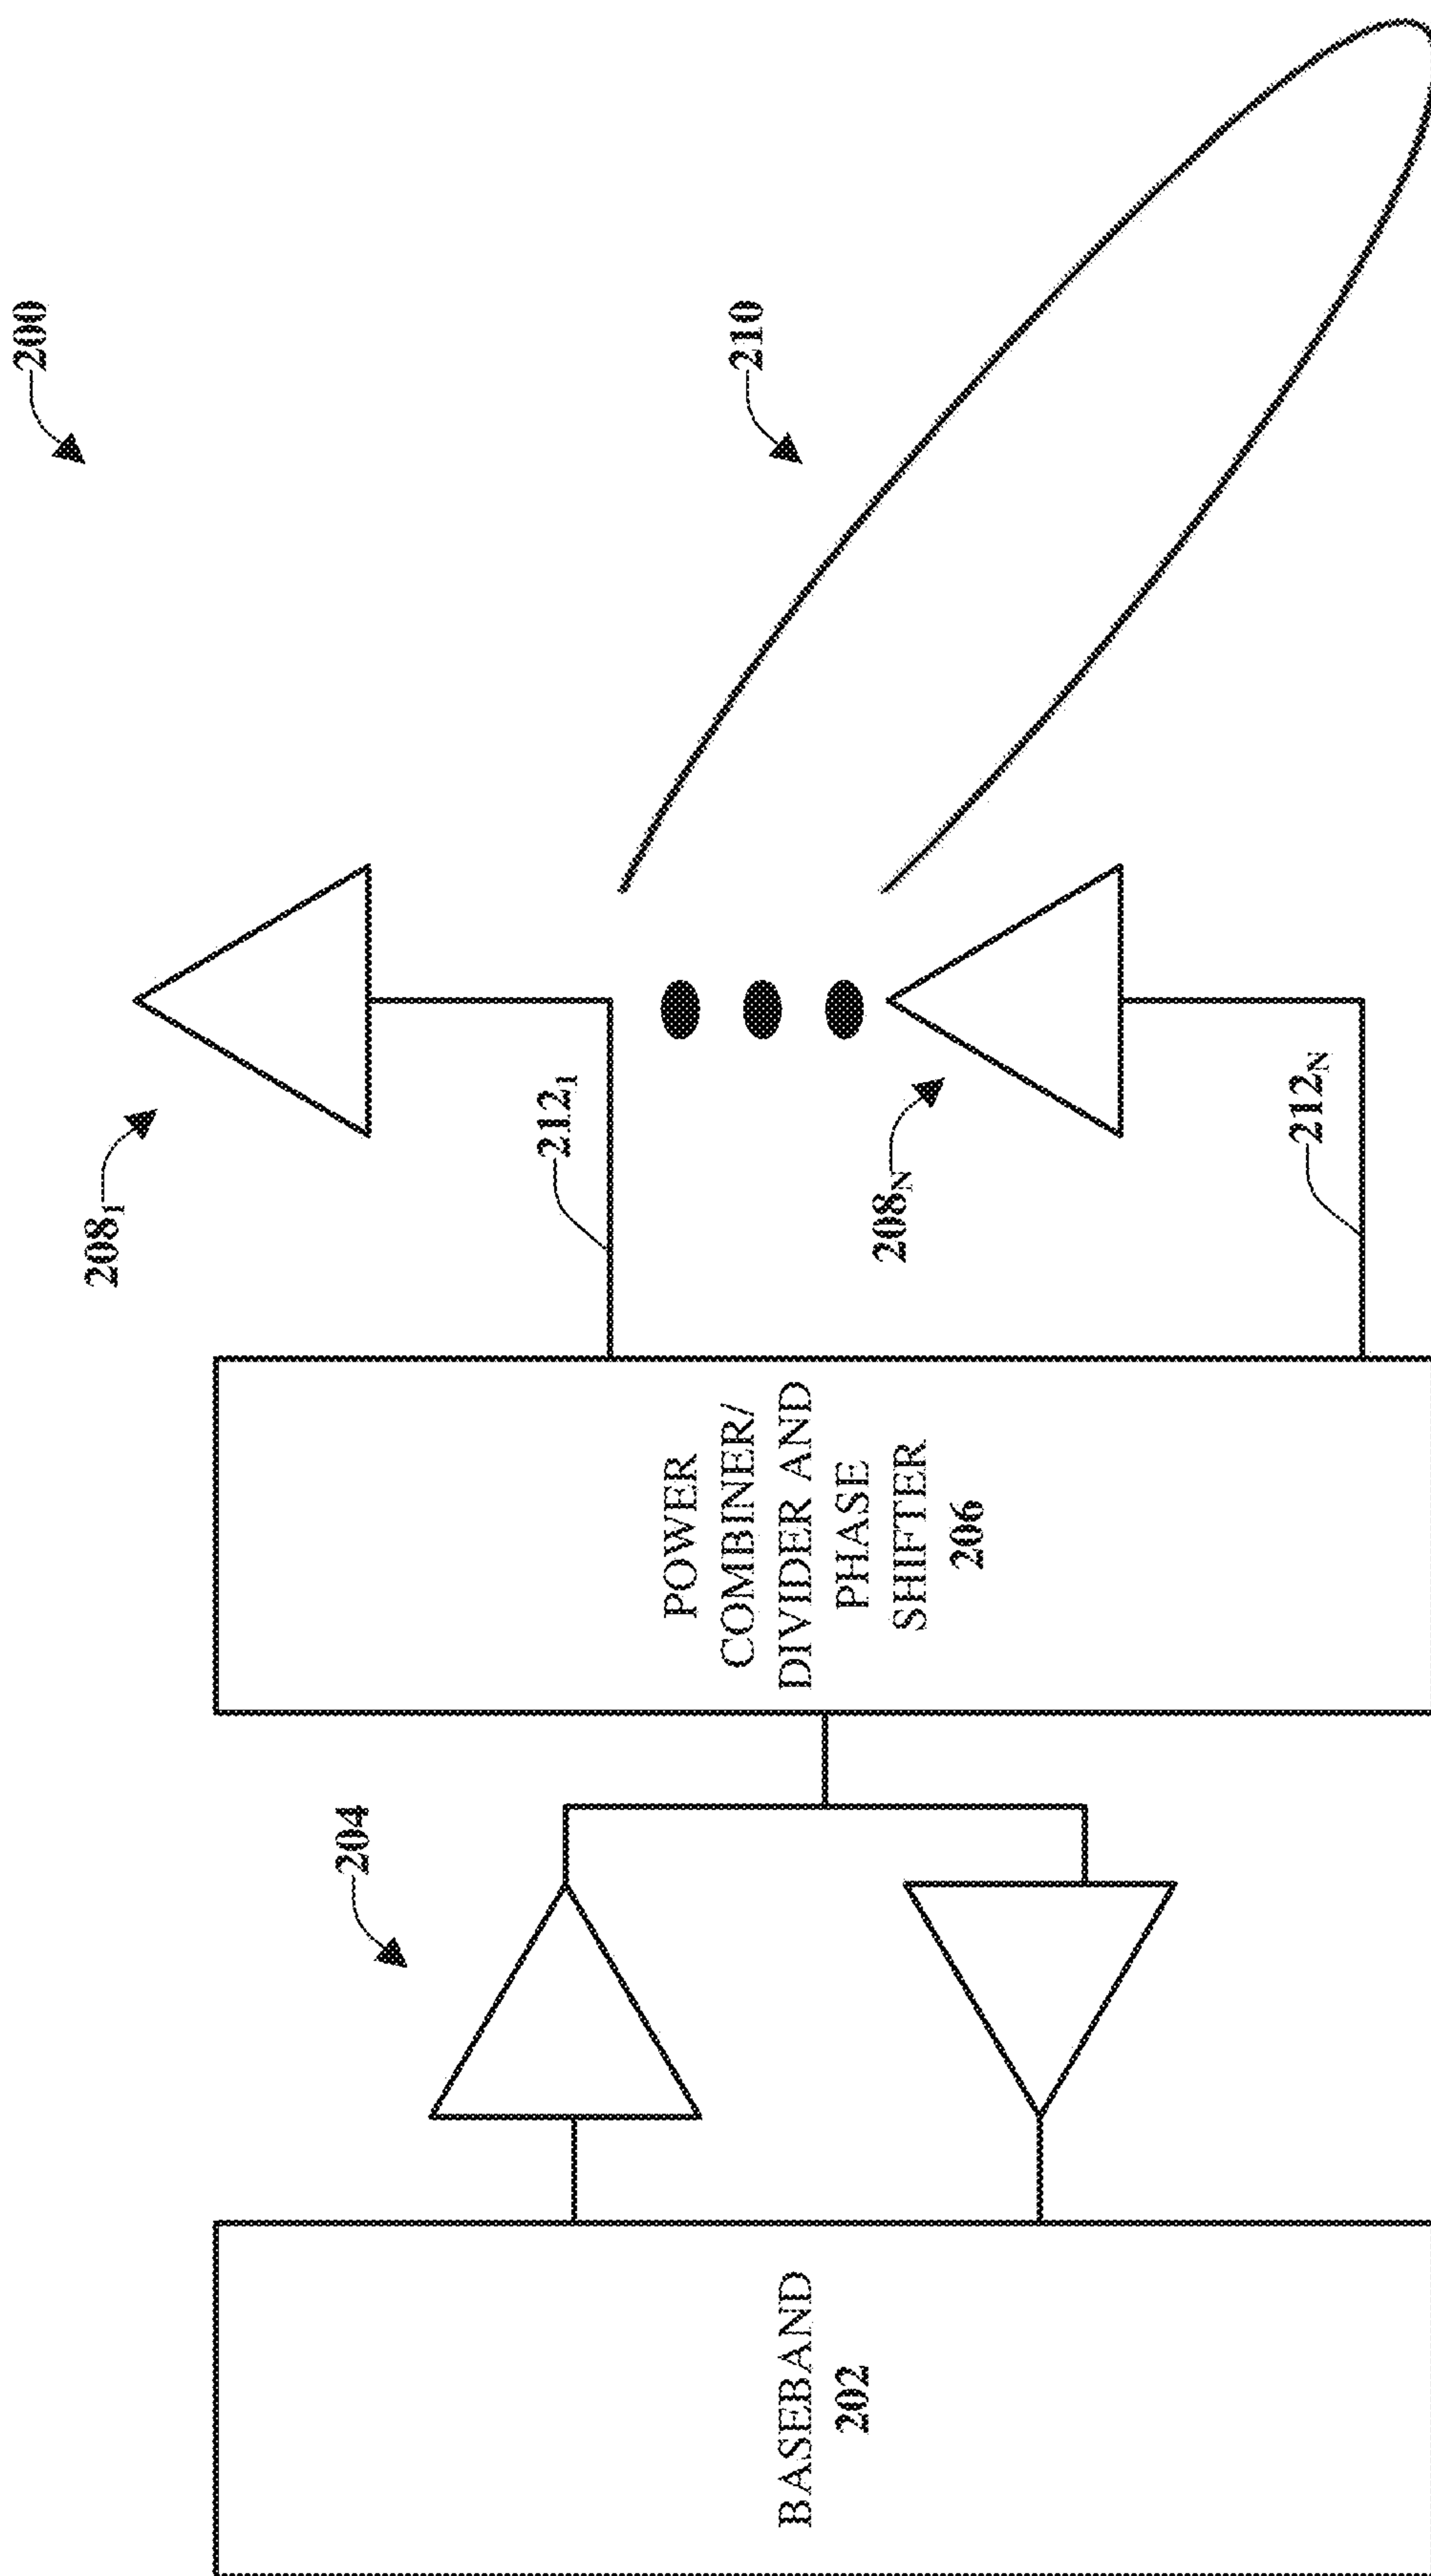 200
208₁
212₁
210
204
POWER
COMBINER/
DIVIDER AND
PHASE
SHIFTER
206
BASEBAND
202
208N
212N